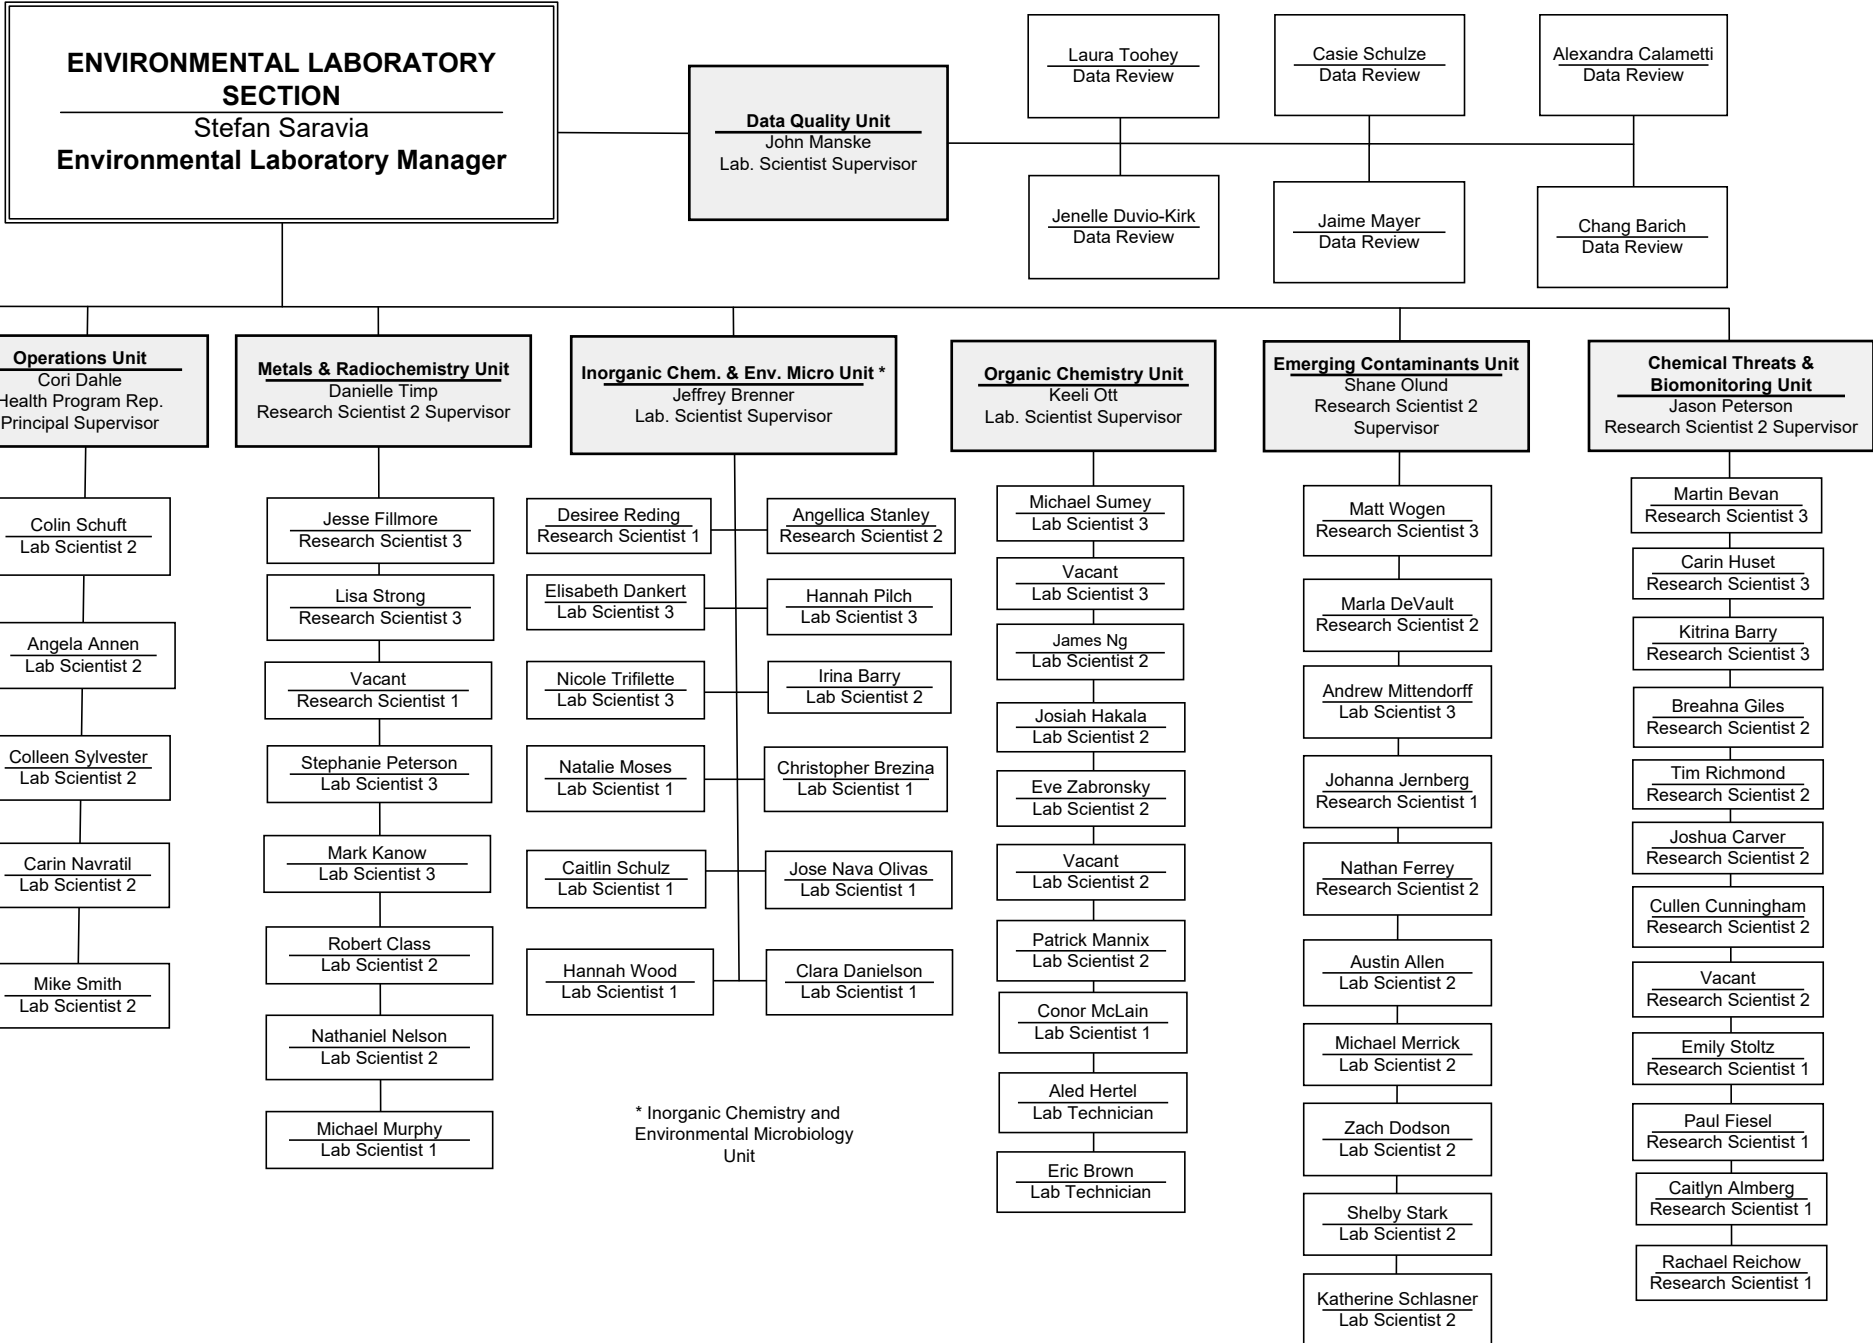 ENVIRONMENTAL LABORATORY
SECTION
Stefan Saravia
Environmental Laboratory Manager
Data Quality Unit
John Manske
Lab. Scientist Supervisor
Laura Toohey
Data Review
Casie Schulze
Data Review
Alexandra Calametti
Data Review
Jenelle Duvio-Kirk
Data Review
Jaime Mayer
Data Review
Chang Barich
Data Review
Operations Unit
Cori Dahle
Health Program Rep.
Principal Supervisor
Colin Schuft
Lab Scientist 2
Angela Annen
Lab Scientist 2
Colleen Sylvester
Lab Scientist 2
Carin Navratil
Lab Scientist 2
Mike Smith
Lab Scientist 2
Metals & Radiochemistry Unit
Danielle Timp
Research Scientist 2 Supervisor
Jesse Fillmore
Research Scientist 3
Lisa Strong
Research Scientist 3
Vacant
Research Scientist 1
Stephanie Peterson
Lab Scientist 3
Mark Kanow
Lab Scientist 3
Robert Class
Lab Scientist 2
Nathaniel Nelson
Lab Scientist 2
Michael Murphy
Lab Scientist 1
Inorganic Chem. & Env. Micro Unit *
Jeffrey Brenner
Lab. Scientist Supervisor
Desiree Reding
Research Scientist 1
Angellica Stanley
Research Scientist 2
Elisabeth Dankert
Lab Scientist 3
Hannah Pilch
Lab Scientist 3
Nicole Trifilette
Lab Scientist 3
Irina Barry
Lab Scientist 2
Natalie Moses
Lab Scientist 1
Christopher Brezina
Lab Scientist 1
Caitlin Schulz
Lab Scientist 1
Jose Nava Olivas
Lab Scientist 1
Hannah Wood
Lab Scientist 1
Clara Danielson
Lab Scientist 1
* Inorganic Chemistry and
Environmental Microbiology
Unit
Organic Chemistry Unit
Keeli Ott
Lab. Scientist Supervisor
Michael Sumey
Lab Scientist 3
Vacant
Lab Scientist 3
James Ng
Lab Scientist 2
Josiah Hakala
Lab Scientist 2
Eve Zabronsky
Lab Scientist 2
Vacant
Lab Scientist 2
Patrick Mannix
Lab Scientist 2
Conor McLain
Lab Scientist 1
Aled Hertel
Lab Technician
Eric Brown
Lab Technician
Emerging Contaminants Unit
Shane Olund
Research Scientist 2
Supervisor
Matt Wogen
Research Scientist 3
Marla DeVault
Research Scientist 2
Andrew Mittendorff
Lab Scientist 3
Johanna Jernberg
Research Scientist 1
Nathan Ferrey
Research Scientist 2
Austin Allen
Lab Scientist 2
Michael Merrick
Lab Scientist 2
Zach Dodson
Lab Scientist 2
Shelby Stark
Lab Scientist 2
Katherine Schlasner
Lab Scientist 2
Chemical Threats &
Biomonitoring Unit
Jason Peterson
Research Scientist 2 Supervisor
Martin Bevan
Research Scientist 3
Carin Huset
Research Scientist 3
Kitrina Barry
Research Scientist 3
Breahna Giles
Research Scientist 2
Tim Richmond
Research Scientist 2
Joshua Carver
Research Scientist 2
Cullen Cunningham
Research Scientist 2
Vacant
Research Scientist 2
Emily Stoltz
Research Scientist 1
Paul Fiesel
Research Scientist 1
Caitlyn Almberg
Research Scientist 1
Rachael Reichow
Research Scientist 1